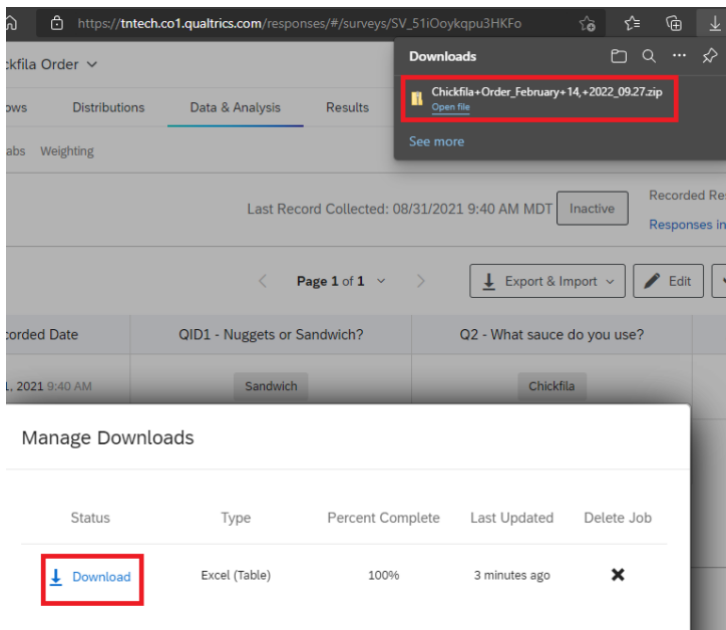 https://tntech.co1.qualtrics.com/responses/#/surveys/SV_51iOoykqpu3HKFo
Downloads
Chickfila+Order_February+14,+2022_09.27.zip
Open file
See more
ckfila Order
ows Distributions Data & Analysis Results
abs Weighting
Last Record Collected: 08/31/2021 9:40 AM MDT Inactive
Recorded Re
Responses in
Page 1 of 1 Export & Import Edit
corded Date QID1 - Nuggets or Sandwich? Q2 - What sauce do you use?
1, 2021 9:40 AM Sandwich Chickfila
Manage Downloads
Status Type Percent Complete Last Updated Delete Job
Download Excel (Table) 100% 3 minutes ago